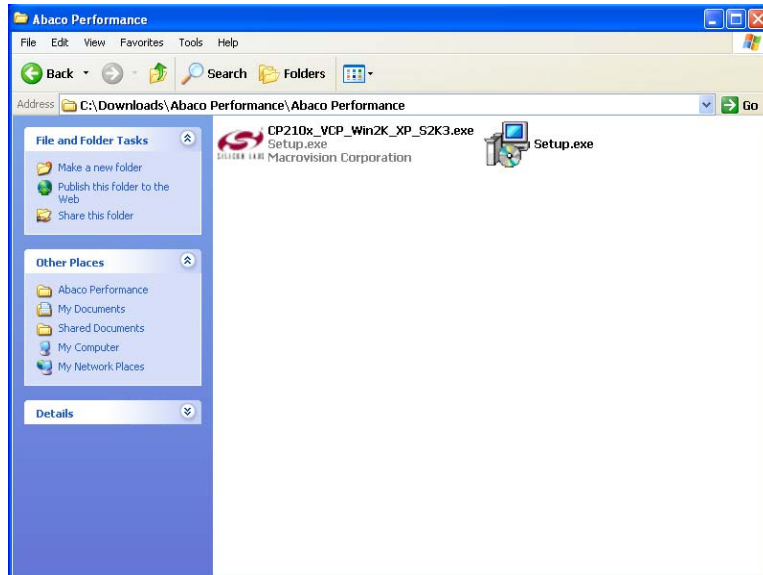 Abaco Performance
File Edit View Favorites Tools Help
Back Search Folders
Address C:\Downloads\Abaco Performance\Abaco Performance Go
File and Folder Tasks
Make a new folder
Publish this folder to the
Web
Share this folder
Other Places
Abaco Performance
My Documents
Shared Documents
My Computer
My Network Places
Details
CP210x_VCP_Win2K_XP_S2K3.exe
Setup.exe
Macrovision Corporation
SILICON LABS
Setup.exe